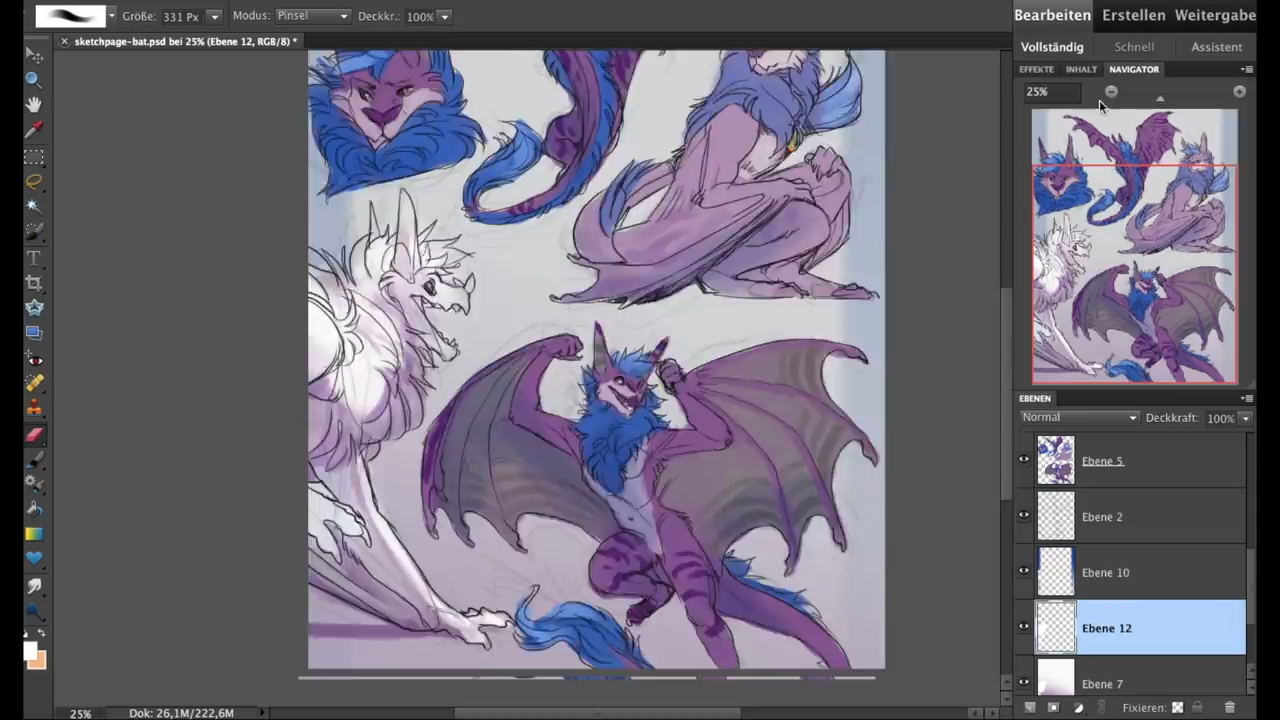 Größe: 331 Px Modus: Pinsel Deckkr.: 100%
Bearbeiten Erstellen Weitergabe
sketchpage-bat.psd bei 25% (Ebene 12, RGB/8) *
Vollständig Schnell Assistent
EFFEKTE INHALT NAVIGATOR
25%
EBENEN
Normal Deckkraft: 100%
Ebene 5
Ebene 2
Ebene 10
Ebene 12
Ebene 7
Fixieren:
25% Dok: 26,1M/222,6M